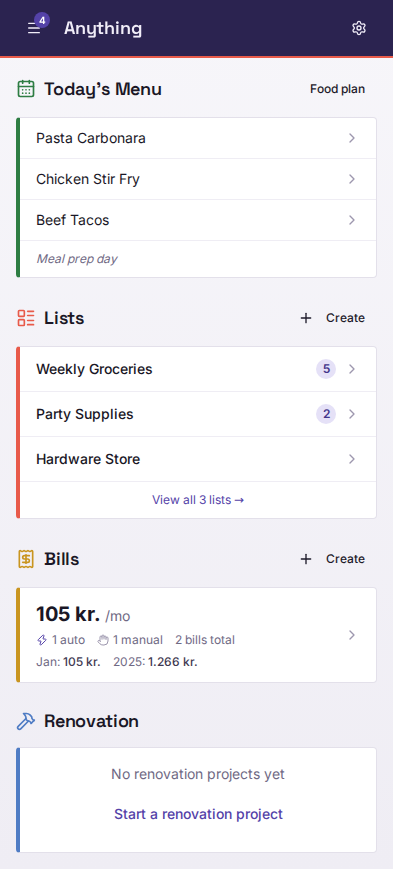 4
Anything
Today's Menu
Food plan
Pasta Carbonara
Chicken Stir Fry
Beef Tacos
Meal prep day
Lists
Create
Weekly Groceries
5
Party Supplies
2
Hardware Store
View all 3 lists →
Bills
Create
105 kr. /mo
1 auto 1 manual 2 bills total
Jan: 105 kr. 2025: 1.266 kr.
Renovation
No renovation projects yet
Start a renovation project